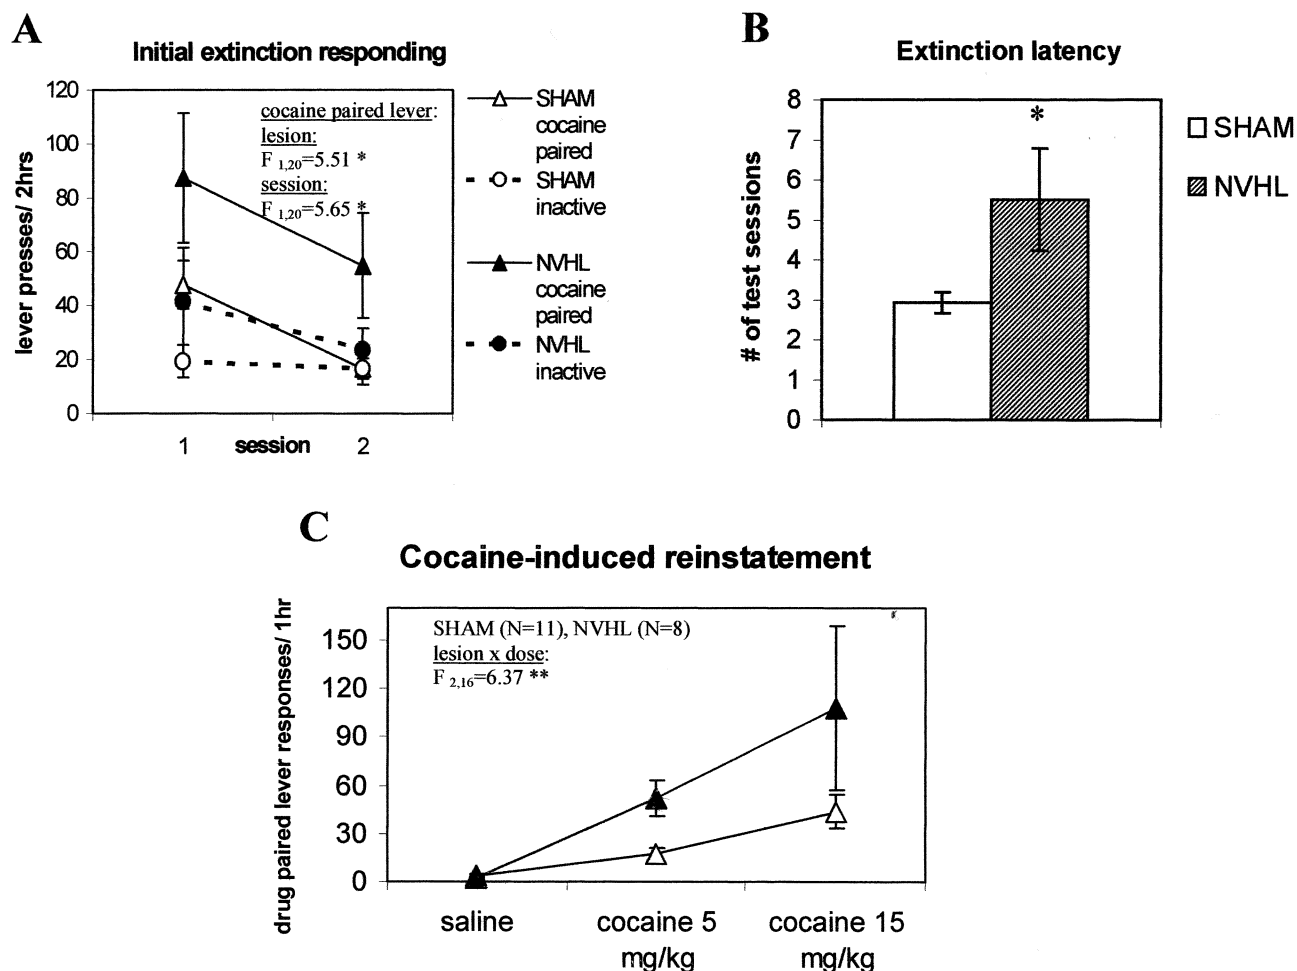 A
Initial extinction responding
lever presses/ 2hrs
120
100
80
60
40
20
0
cocaine paired lever:
lesion:
F 1,20=5.51 *
session:
F 1,20=5.65 *
1
session
2
SHAM
cocaine
paired
SHAM
inactive
NVHL
cocaine
paired
NVHL
inactive
B
Extinction latency
# of test sessions
8
7
6
5
4
3
2
1
0
*
SHAM
NVHL
C
Cocaine-induced reinstatement
drug paired lever responses/ 1hr
150
120
90
60
30
0
SHAM (N=11), NVHL (N=8)
lesion x dose:
F 2,16=6.37 **
saline
cocaine 5
mg/kg
cocaine 15
mg/kg